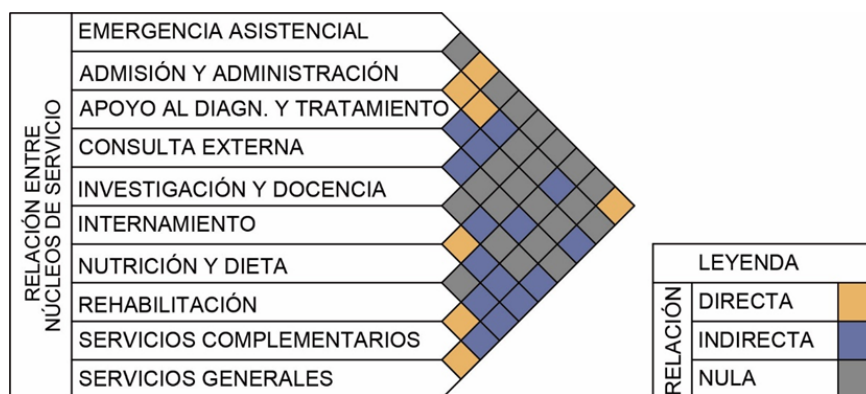 RELACIÓN ENTRE
NÚCLEOS DE SERVICIO
EMERGENCIA ASISTENCIAL
ADMISIÓN Y ADMINISTRACIÓN
APOYO AL DIAGN. Y TRATAMIENTO
CONSULTA EXTERNA
INVESTIGACIÓN Y DOCENCIA
INTERNAMIENTO
NUTRICIÓN Y DIETA
REHABILITACIÓN
SERVICIOS COMPLEMENTARIOS
SERVICIOS GENERALES
LEYENDA
RELACIÓN
DIRECTA
INDIRECTA
NULA